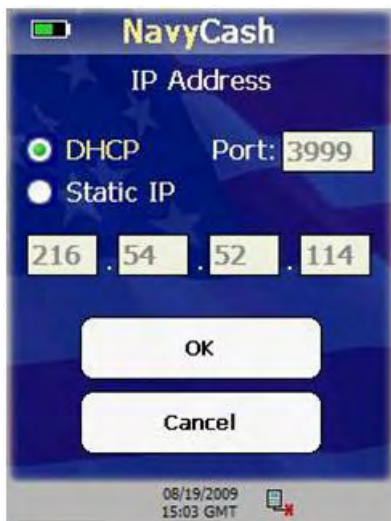 NavyCash
IP Address
DHCP Port: 3999
Static IP
216 . 54 . 52 . 114
OK
Cancel
08/19/2009
15:03 GMT